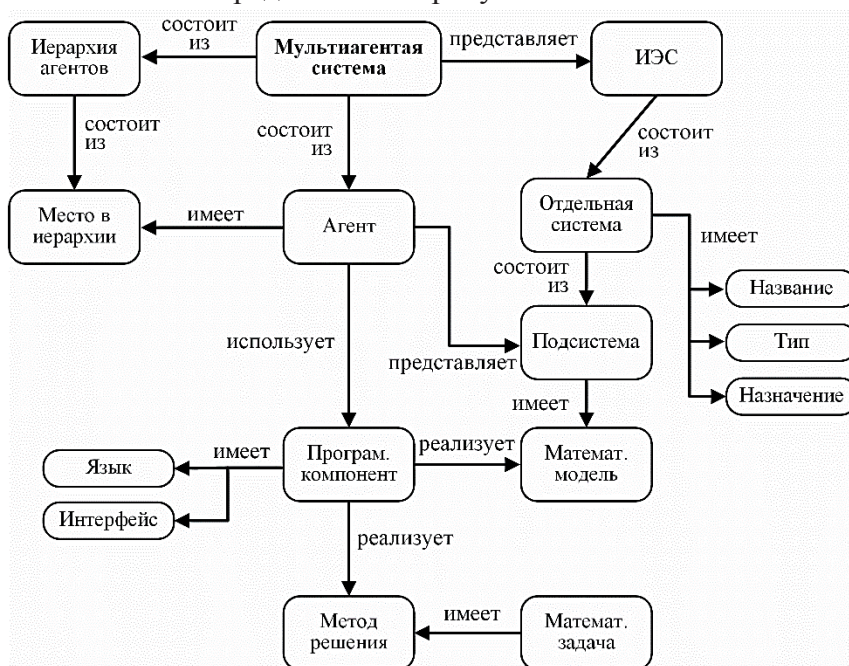 Иерархия
агентов
состоит
из
Мультиагентая
система
представляет
ИЭС
состоит
из
состоит
из
состоит
из
Место в
иерархии
имеет
Агент
Отдельная
система
имеет
состоит
из
Название
использует
представляет
Подсистема
Тип
имеет
Назначение
Язык
имеет
Програм.
компонент
реализует
Математ.
модель
Интерфейс
реализует
Метод
решения
имеет
Математ.
задача